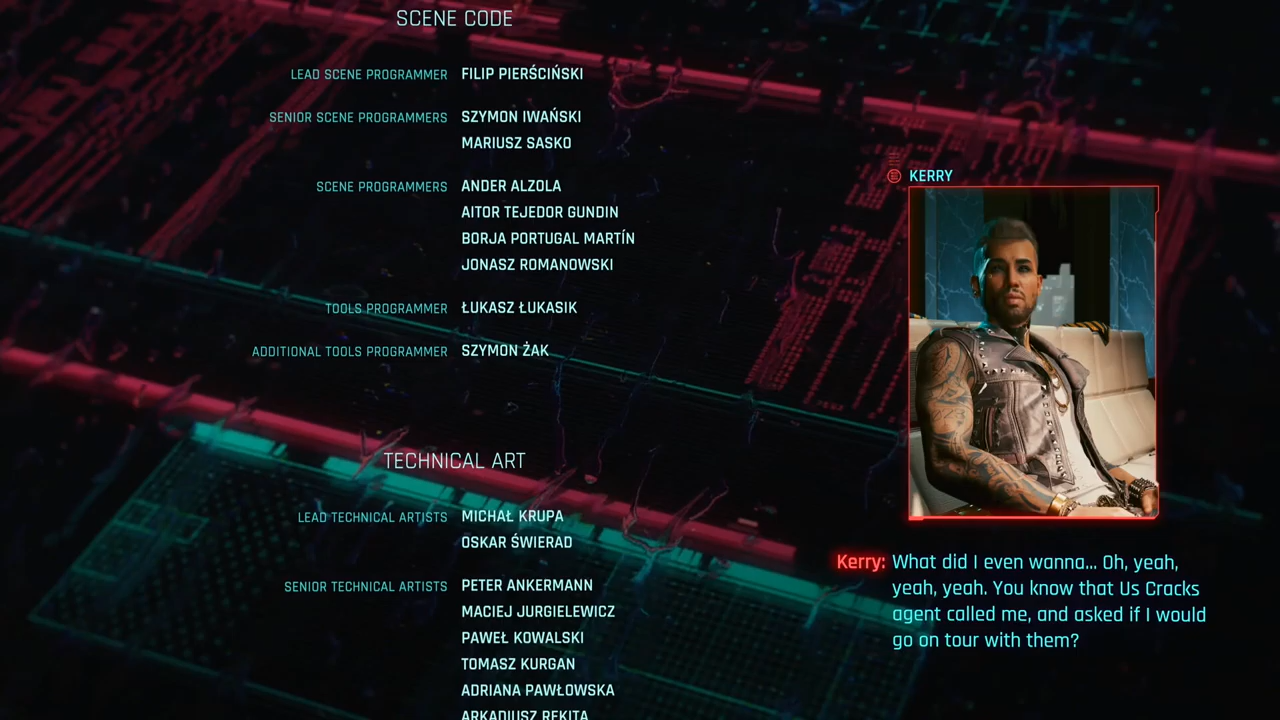 SCENE CODE
LEAD SCENE PROGRAMMER FILIP PIERŚCIŃSKI
SENIOR SCENE PROGRAMMERS SZYMON IWAŃSKI
MARIUSZ SASKO
SCENE PROGRAMMERS ANDER ALZOLA
AITOR TEJEDOR GUNDIN
BORJA PORTUGAL MARTÍN
JONASZ ROMANOWSKI
TOOLS PROGRAMMER ŁUKASZ ŁUKASIK
ADDITIONAL TOOLS PROGRAMMER SZYMON ŻAK
TECHNICAL ART
LEAD TECHNICAL ARTISTS MICHAŁ KRUPA
OSKAR ŚWIERAD
SENIOR TECHNICAL ARTISTS PETER ANKERMANN
MACIEJ JURGIELEWICZ
PAWEŁ KOWALSKI
TOMASZ KURGAN
ADRIANA PAWŁOWSKA
ARKADIUSZ REKITA
KERRY
Kerry: What did I even wanna... Oh, yeah,
yeah, yeah. You know that Us Cracks
agent called me, and asked if I would
go on tour with them?